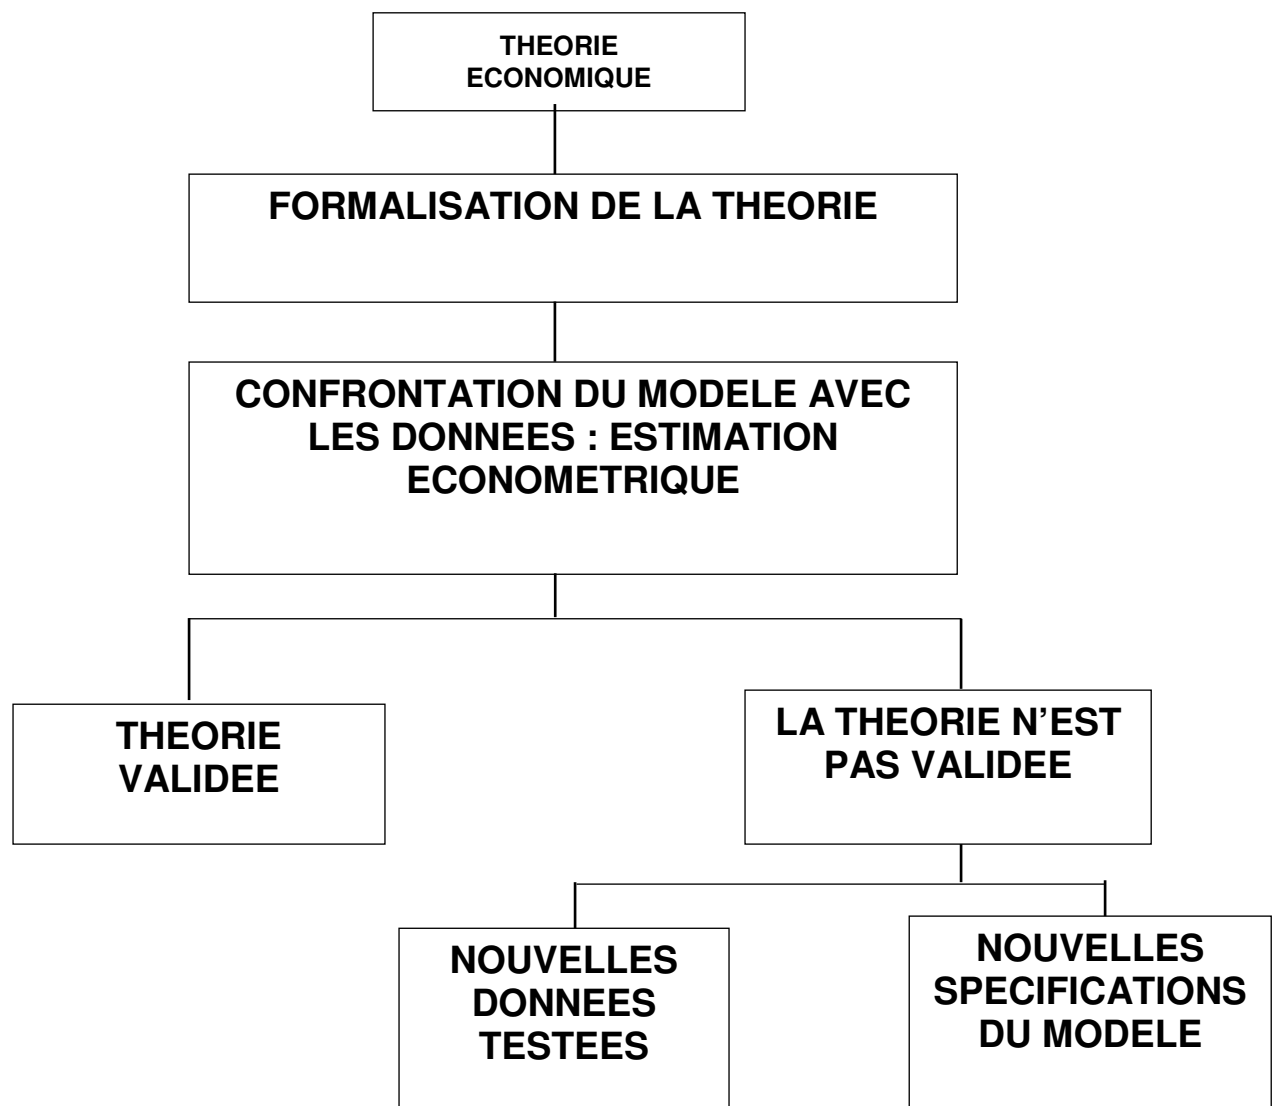 THEORIE
ECONOMIQUE
FORMALISATION DE LA THEORIE
CONFRONTATION DU MODELE AVEC
LES DONNEES : ESTIMATION
ECONOMETRIQUE
THEORIE
VALIDEE
LA THEORIE N’EST
PAS VALIDEE
NOUVELLES
DONNEES
TESTEES
NOUVELLES
SPECIFICATIONS
DU MODELE